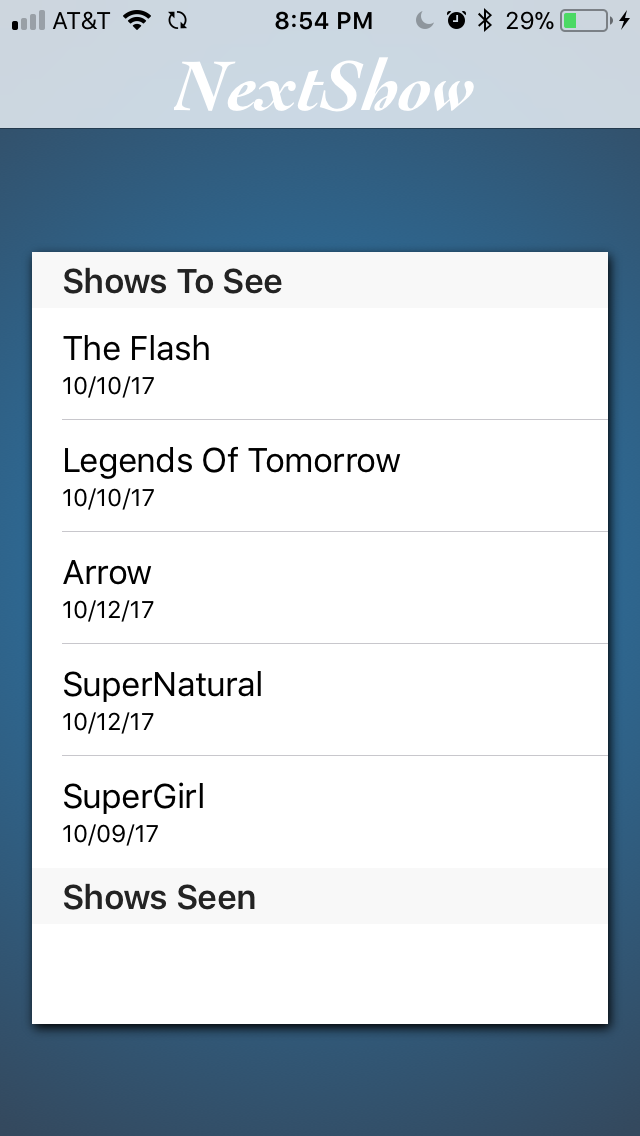 AT&T 8:54 PM 29%
NextShow
Shows To See
The Flash
10/10/17
Legends Of Tomorrow
10/10/17
Arrow
10/12/17
SuperNatural
10/12/17
SuperGirl
10/09/17
Shows Seen